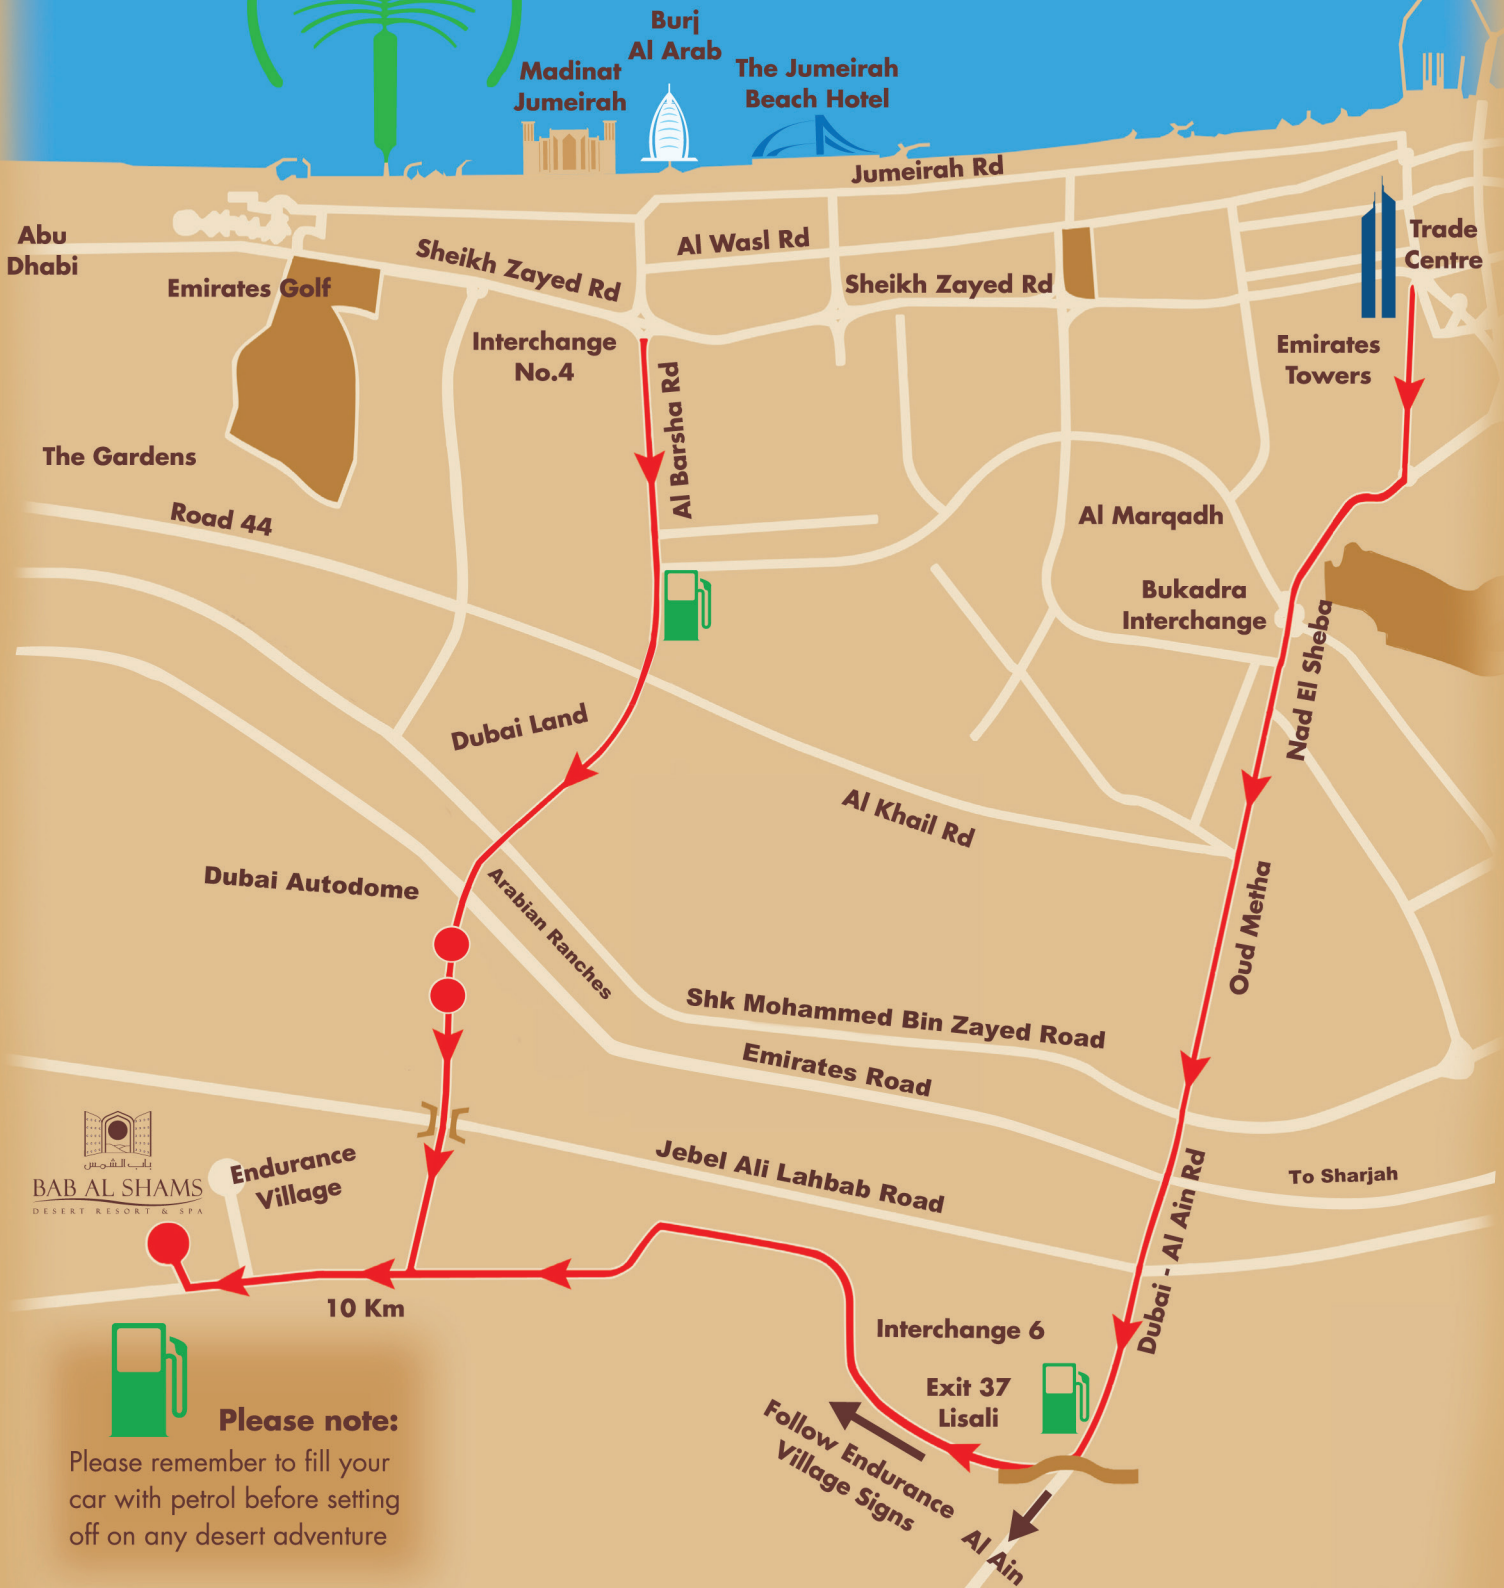 Burj
Al Arab
Madinat
Jumeirah
The Jumeirah
Beach Hotel
Jumeirah Rd
Abu
Dhabi
Al Wasl Rd
Trade
Centre
Sheikh Zayed Rd
Sheikh Zayed Rd
Emirates Golf
Interchange
No.4
Emirates
Towers
Al Barsha Rd
The Gardens
Road 44
Al Marqadh
Bukadra
Interchange
Nad El Sheba
Dubai Land
Al Khail Rd
Dubai Autodome
Arabian Ranches
Oud Metha
Shk Mohammed Bin Zayed Road
Emirates Road
باب الشمس
BAB AL SHAMS
DESERT RESORT & SPA
Endurance
Village
Jebel Ali Lahbab Road
To Sharjah
Dubai - Al Ain Rd
10 Km
Interchange 6
Exit 37
Lisali
Follow Endurance
Village Signs
Al Ain
Please note:
Please remember to fill your
car with petrol before setting
off on any desert adventure